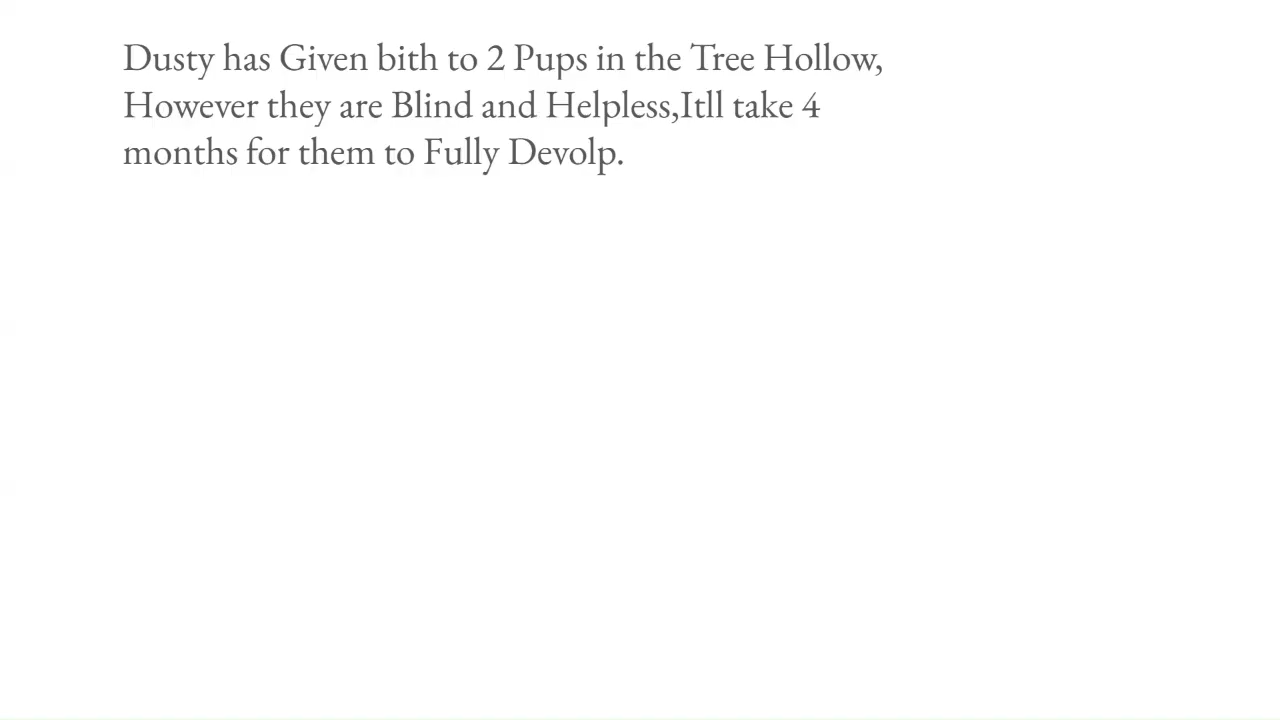 Dusty has Given bith to 2 Pups in the Tree Hollow,
However they are Blind and Helpless,Itll take 4
months for them to Fully Devolp.